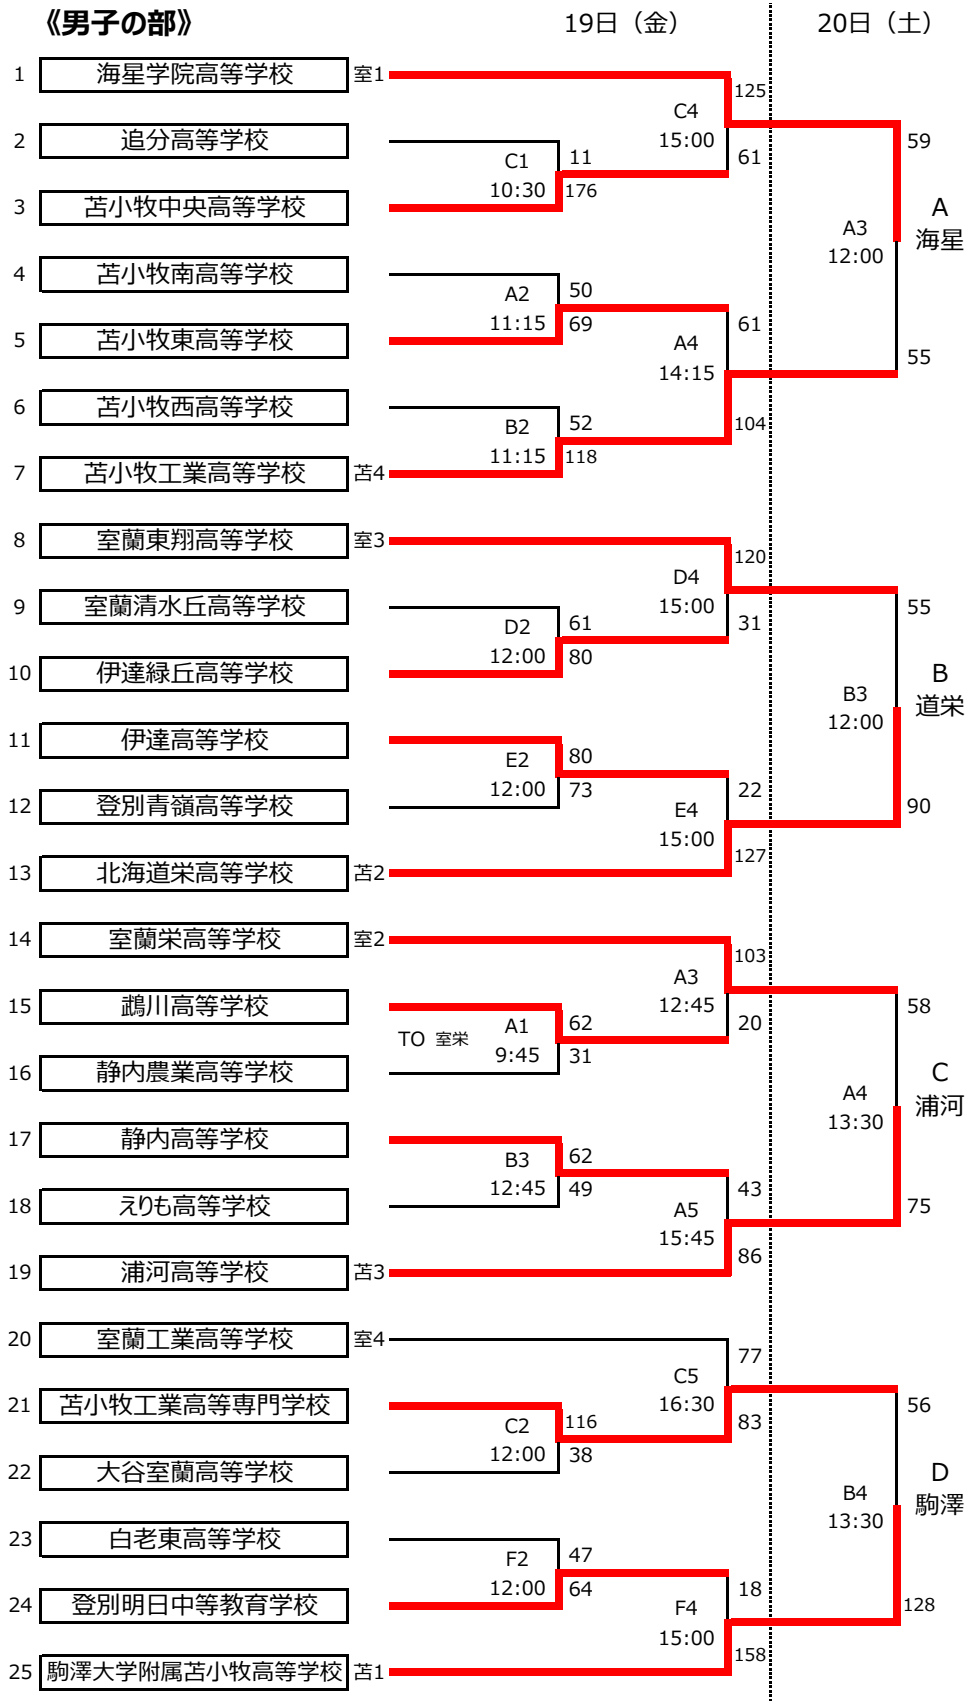 《男子の部》 19日（金） 20日（土）
1 海星学院高等学校 室1
125
C4
15:00
59
2 追分高等学校
61
C1 11
10:30 176
3 苫小牧中央高等学校
A
海星
A3
12:00
4 苫小牧南高等学校
A2 50
11:15 69
5 苫小牧東高等学校
61
A4
14:15
55
6 苫小牧西高等学校
104
B2 52
11:15 118
7 苫小牧工業高等学校 苫4
8 室蘭東翔高等学校 室3
120
D4
15:00
55
9 室蘭清水丘高等学校
31
D2 61
12:00 80
10 伊達緑丘高等学校
B
道栄
B3
12:00
11 伊達高等学校
E2 80
12:00 73
12 登別青嶺高等学校
22
E4
15:00
90
127
13 北海道栄高等学校 苫2
14 室蘭栄高等学校 室2
103
A3
12:45
58
15 鵡川高等学校
20
TO 室栄 A1 62
9:45 31
16 静内農業高等学校
C
浦河
A4
13:30
17 静内高等学校
B3 62
12:45 49
18 えりも高等学校
43
A5
15:45
75
86
19 浦河高等学校 苫3
20 室蘭工業高等学校 室4
77
C5
16:30
56
21 苫小牧工業高等専門学校
83
C2 116
12:00 38
22 大谷室蘭高等学校
D
駒澤
B4
13:30
23 白老東高等学校
F2 47
12:00 64
24 登別明日中等教育学校
18
F4
15:00
128
158
25 駒澤大学附属苫小牧高等学校 苫1